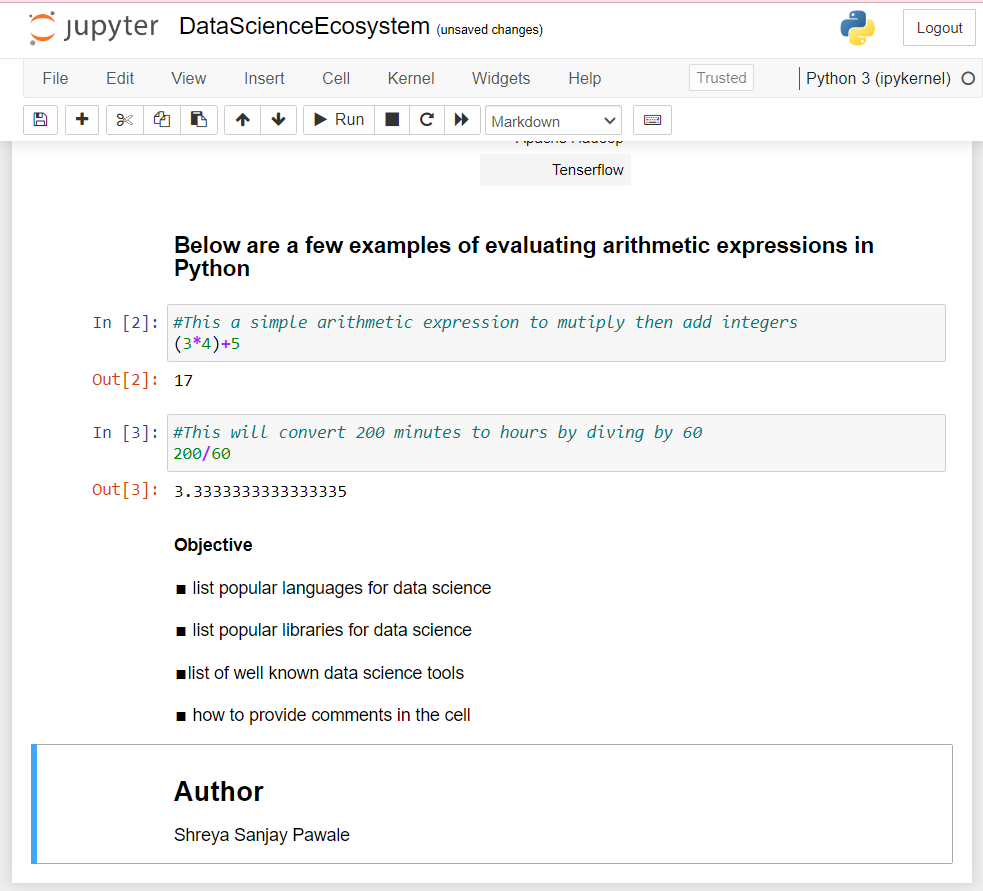 jupyter DataScienceEcosystem (unsaved changes) Logout
File Edit View Insert Cell Kernel Widgets Help Trusted Python 3 (ipykernel)
Run Markdown
Apache Hadoop
Tenserflow
Below are a few examples of evaluating arithmetic expressions in
Python
In [2]: #This a simple arithmetic expression to mutiply then add integers
(3*4)+5
Out[2]: 17
In [3]: #This will convert 200 minutes to hours by diving by 60
200/60
Out[3]: 3.3333333333333335
Objective
■ list popular languages for data science
■ list popular libraries for data science
■list of well known data science tools
■ how to provide comments in the cell
Author
Shreya Sanjay Pawale